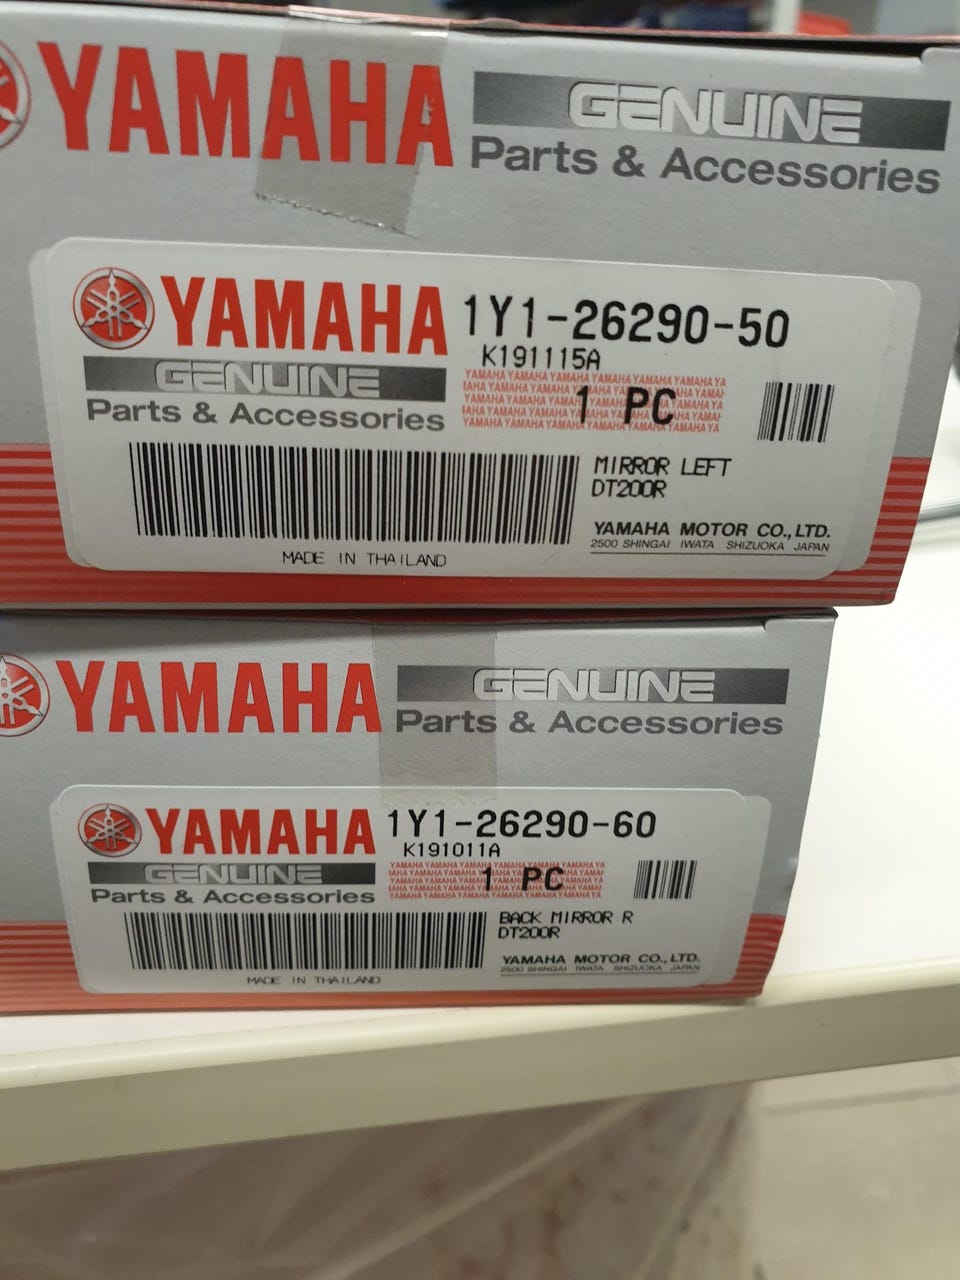 YAMAHA GENUINE
Parts & Accessories
YAMAHA 1Y1-26290-50
GENUINE K191115A
Parts & Accessories 1 PC
MIRROR LEFT
DT200R
YAMAHA MOTOR CO.,LTD.
2500 SHINGAI IWATA SHIZUOKA JAPAN
MADE IN THAILAND
YAMAHA GENUINE
Parts & Accessories
YAMAHA 1Y1-26290-60
GENUINE K191011A
Parts & Accessories 1 PC
BACK MIRROR R
DT200R
YAMAHA MOTOR CO.,LTD.
2500 SHINGAI IWATA SHIZUOKA JAPAN
MADE IN THAILAND